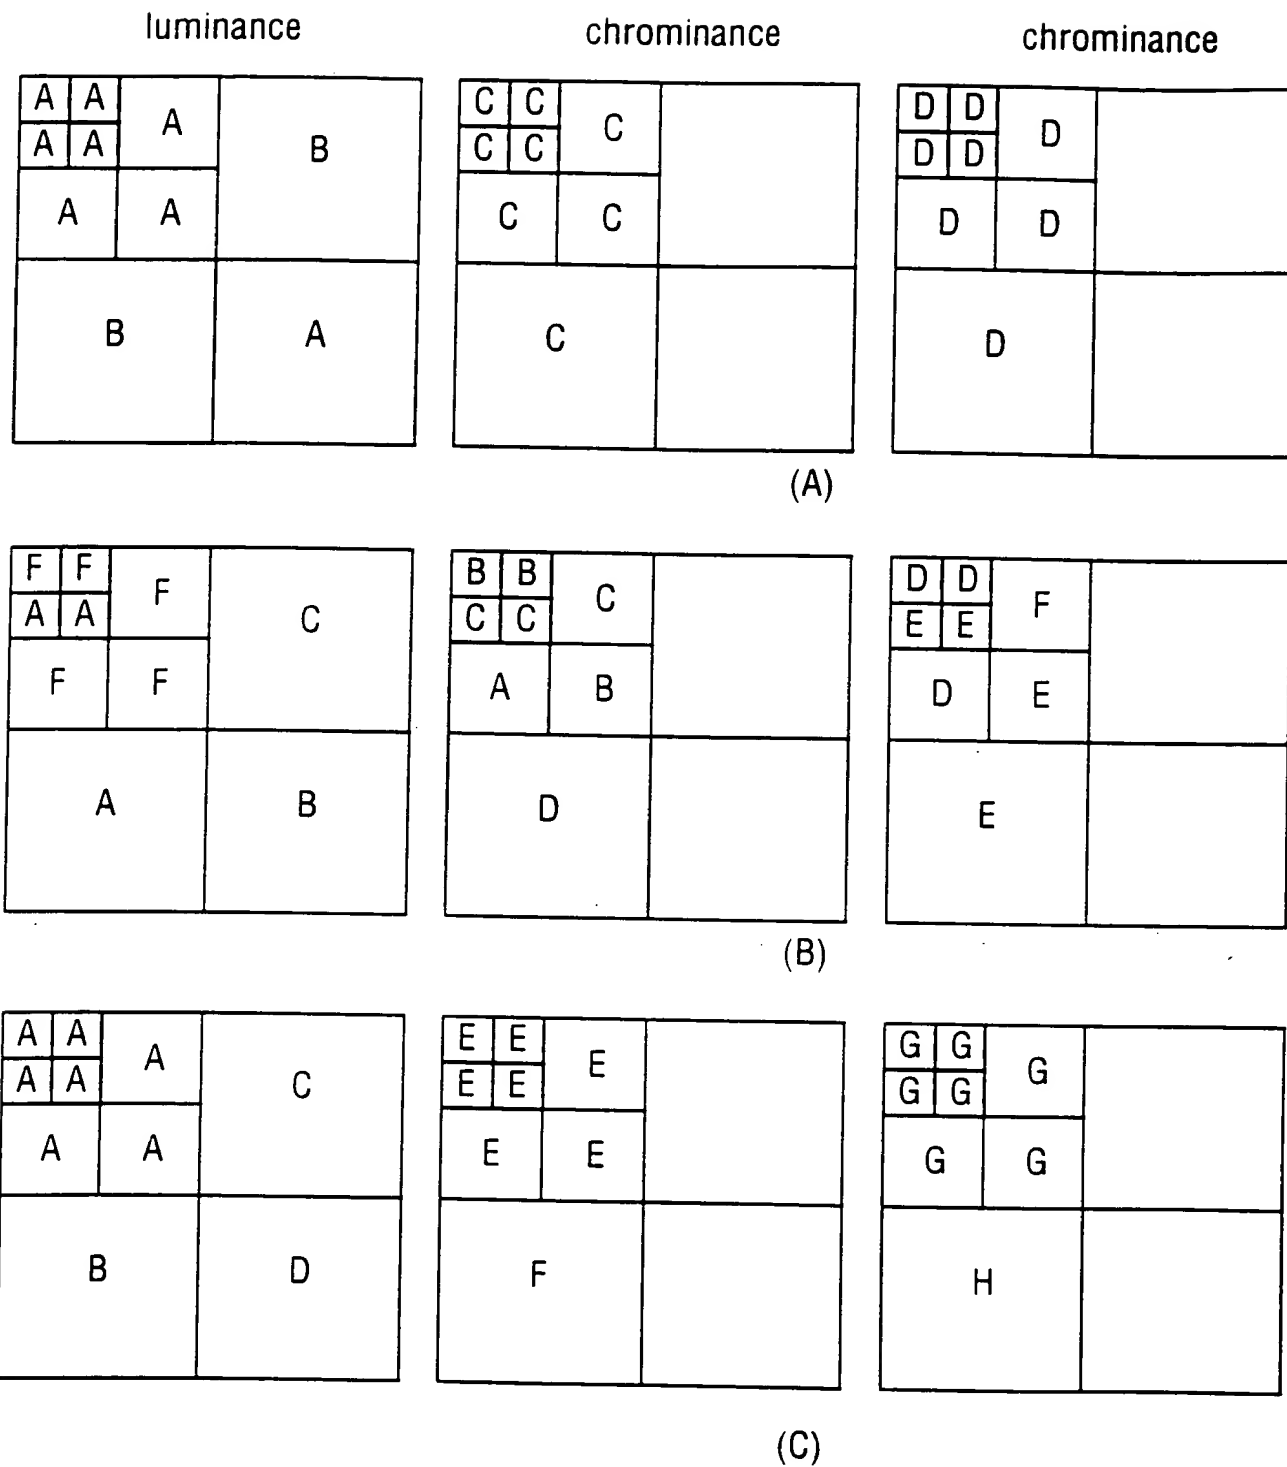 luminance chrominance chrominance
A A A B C C C D D D
A A C C D D
A A C C D D
B A C D
(A)
F F F C B B C D D F
A A C C E E
F F A B D E
A B D E
(B)
A A A C E E E G G G
A A E E G G
A A E E G G
B D F H
(C)